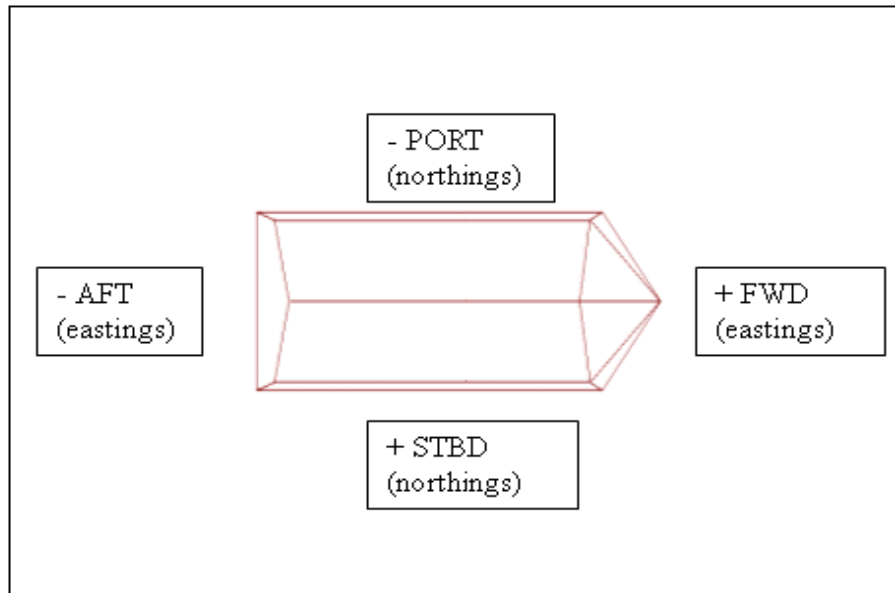 - PORT
(northings)
- AFT
(eastings)
+ FWD
(eastings)
+ STBD
(northings)